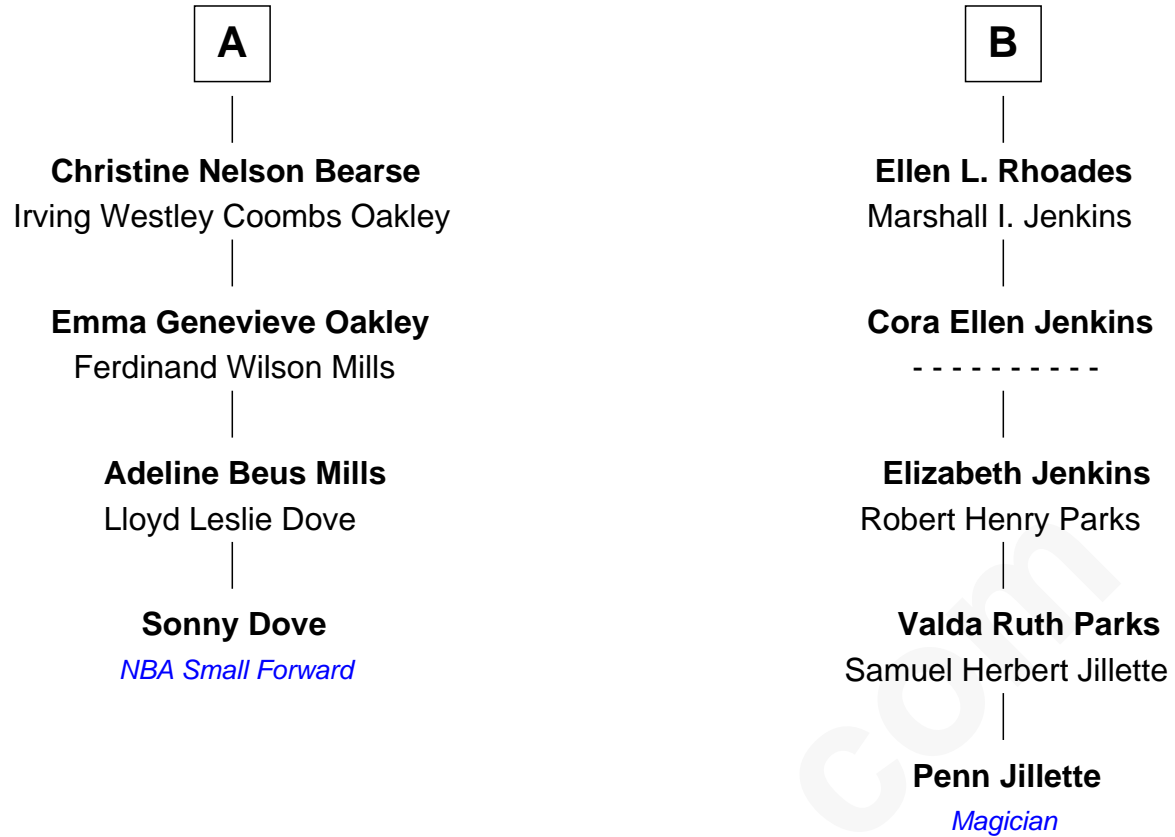 A
Christine Nelson Bearse
Irving Westley Coombs Oakley
Emma Genevieve Oakley
Ferdinand Wilson Mills
Adeline Beus Mills
Lloyd Leslie Dove
Sonny Dove
NBA Small Forward
B
Ellen L. Rhoades
Marshall I. Jenkins
Cora Ellen Jenkins
- - - - - - - - - -
Elizabeth Jenkins
Robert Henry Parks
Valda Ruth Parks
Samuel Herbert Jillette
Penn Jillette
Magician
com